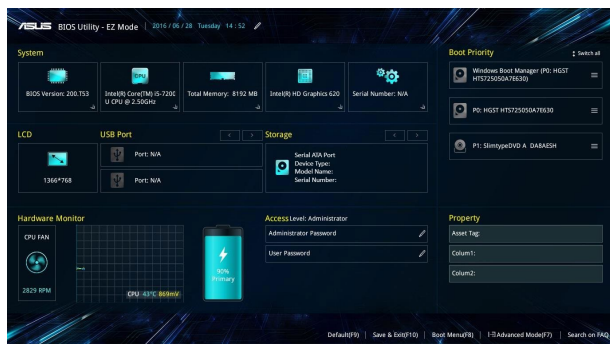 ASUS BIOS Utility - EZ Mode 2016 / 06 / 28 Tuesday 14 : 52
System
BIOS Version: 200.T53
CPU
Intel(R) Core(TM) i5-7200
U CPU @ 2.50GHz
Total Memory: 8192 MB
Intel(R) HD Graphics 620
Serial Number: N/A
Boot Priority
Switch all
Windows Boot Manager (P0: HGST
HTS725050A7E630)
P0: HGST HTS725050A7E630
P1: SlimtypeDVD A DA8AESH
LCD
1366*768
USB Port
Port: N/A
Port: N/A
Storage
Serial ATA Port
Device Type:
Model Name:
Serial Number:
Hardware Monitor
CPU FAN
2829 RPM
CPU 43°C 869mV
90%
Primary
Access Level: Administrator
Administrator Password
User Password
Property
Asset Tag:
Colum1:
Colum2:
Default(F9) Save & Exit(F10) Boot Menu(F8) Advanced Mode(F7) Search on FAQ